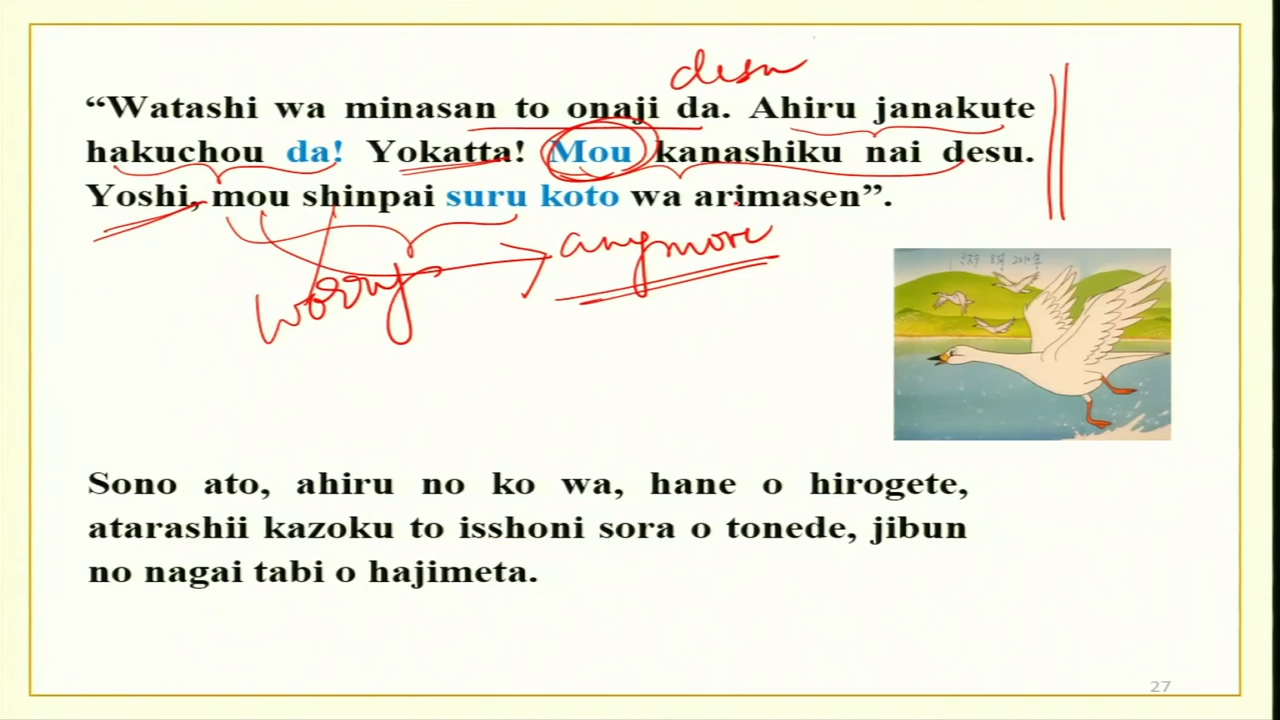 desu
“Watashi wa minasan to onaji da. Ahiru janakute
hakuchou da! Yokatta! Mou kanashiku nai desu.
Yoshi, mou shinpai suru koto wa arimasen”.
anymore
worry
Sono ato, ahiru no ko wa, hane o hirogete,
atarashii kazoku to isshoni sora o tonede, jibun
no nagai tabi o hajimeta.
27